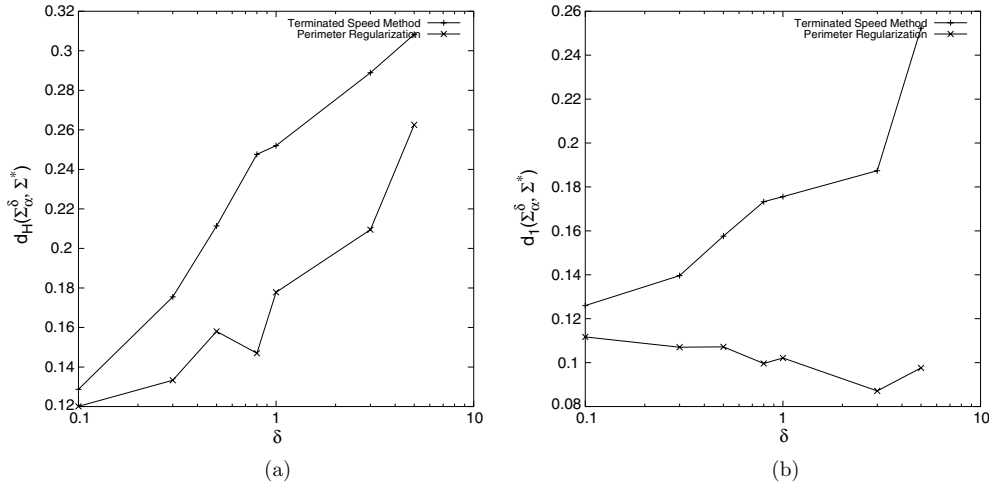 0.32
0.3
0.28
0.26
0.24
0.22
0.2
0.18
0.16
0.14
0.12
0.1
1
10
d_H(Σ_α^δ, Σ^*)
δ
Terminated Speed Method
Perimeter Regularization
(a)
0.26
0.24
0.22
0.2
0.18
0.16
0.14
0.12
0.1
0.08
0.1
1
10
d_1(Σ_α^δ, Σ^*)
δ
Terminated Speed Method
Perimeter Regularization
(b)